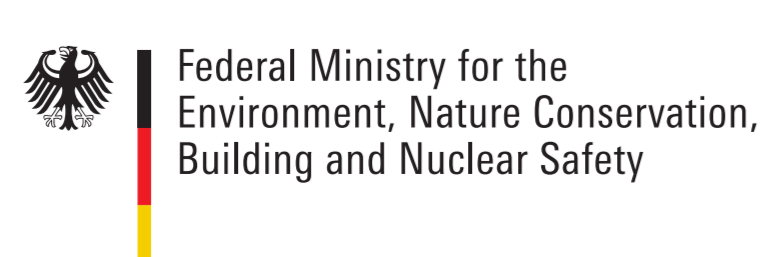 Federal Ministry for the
Environment, Nature Conservation,
Building and Nuclear Safety